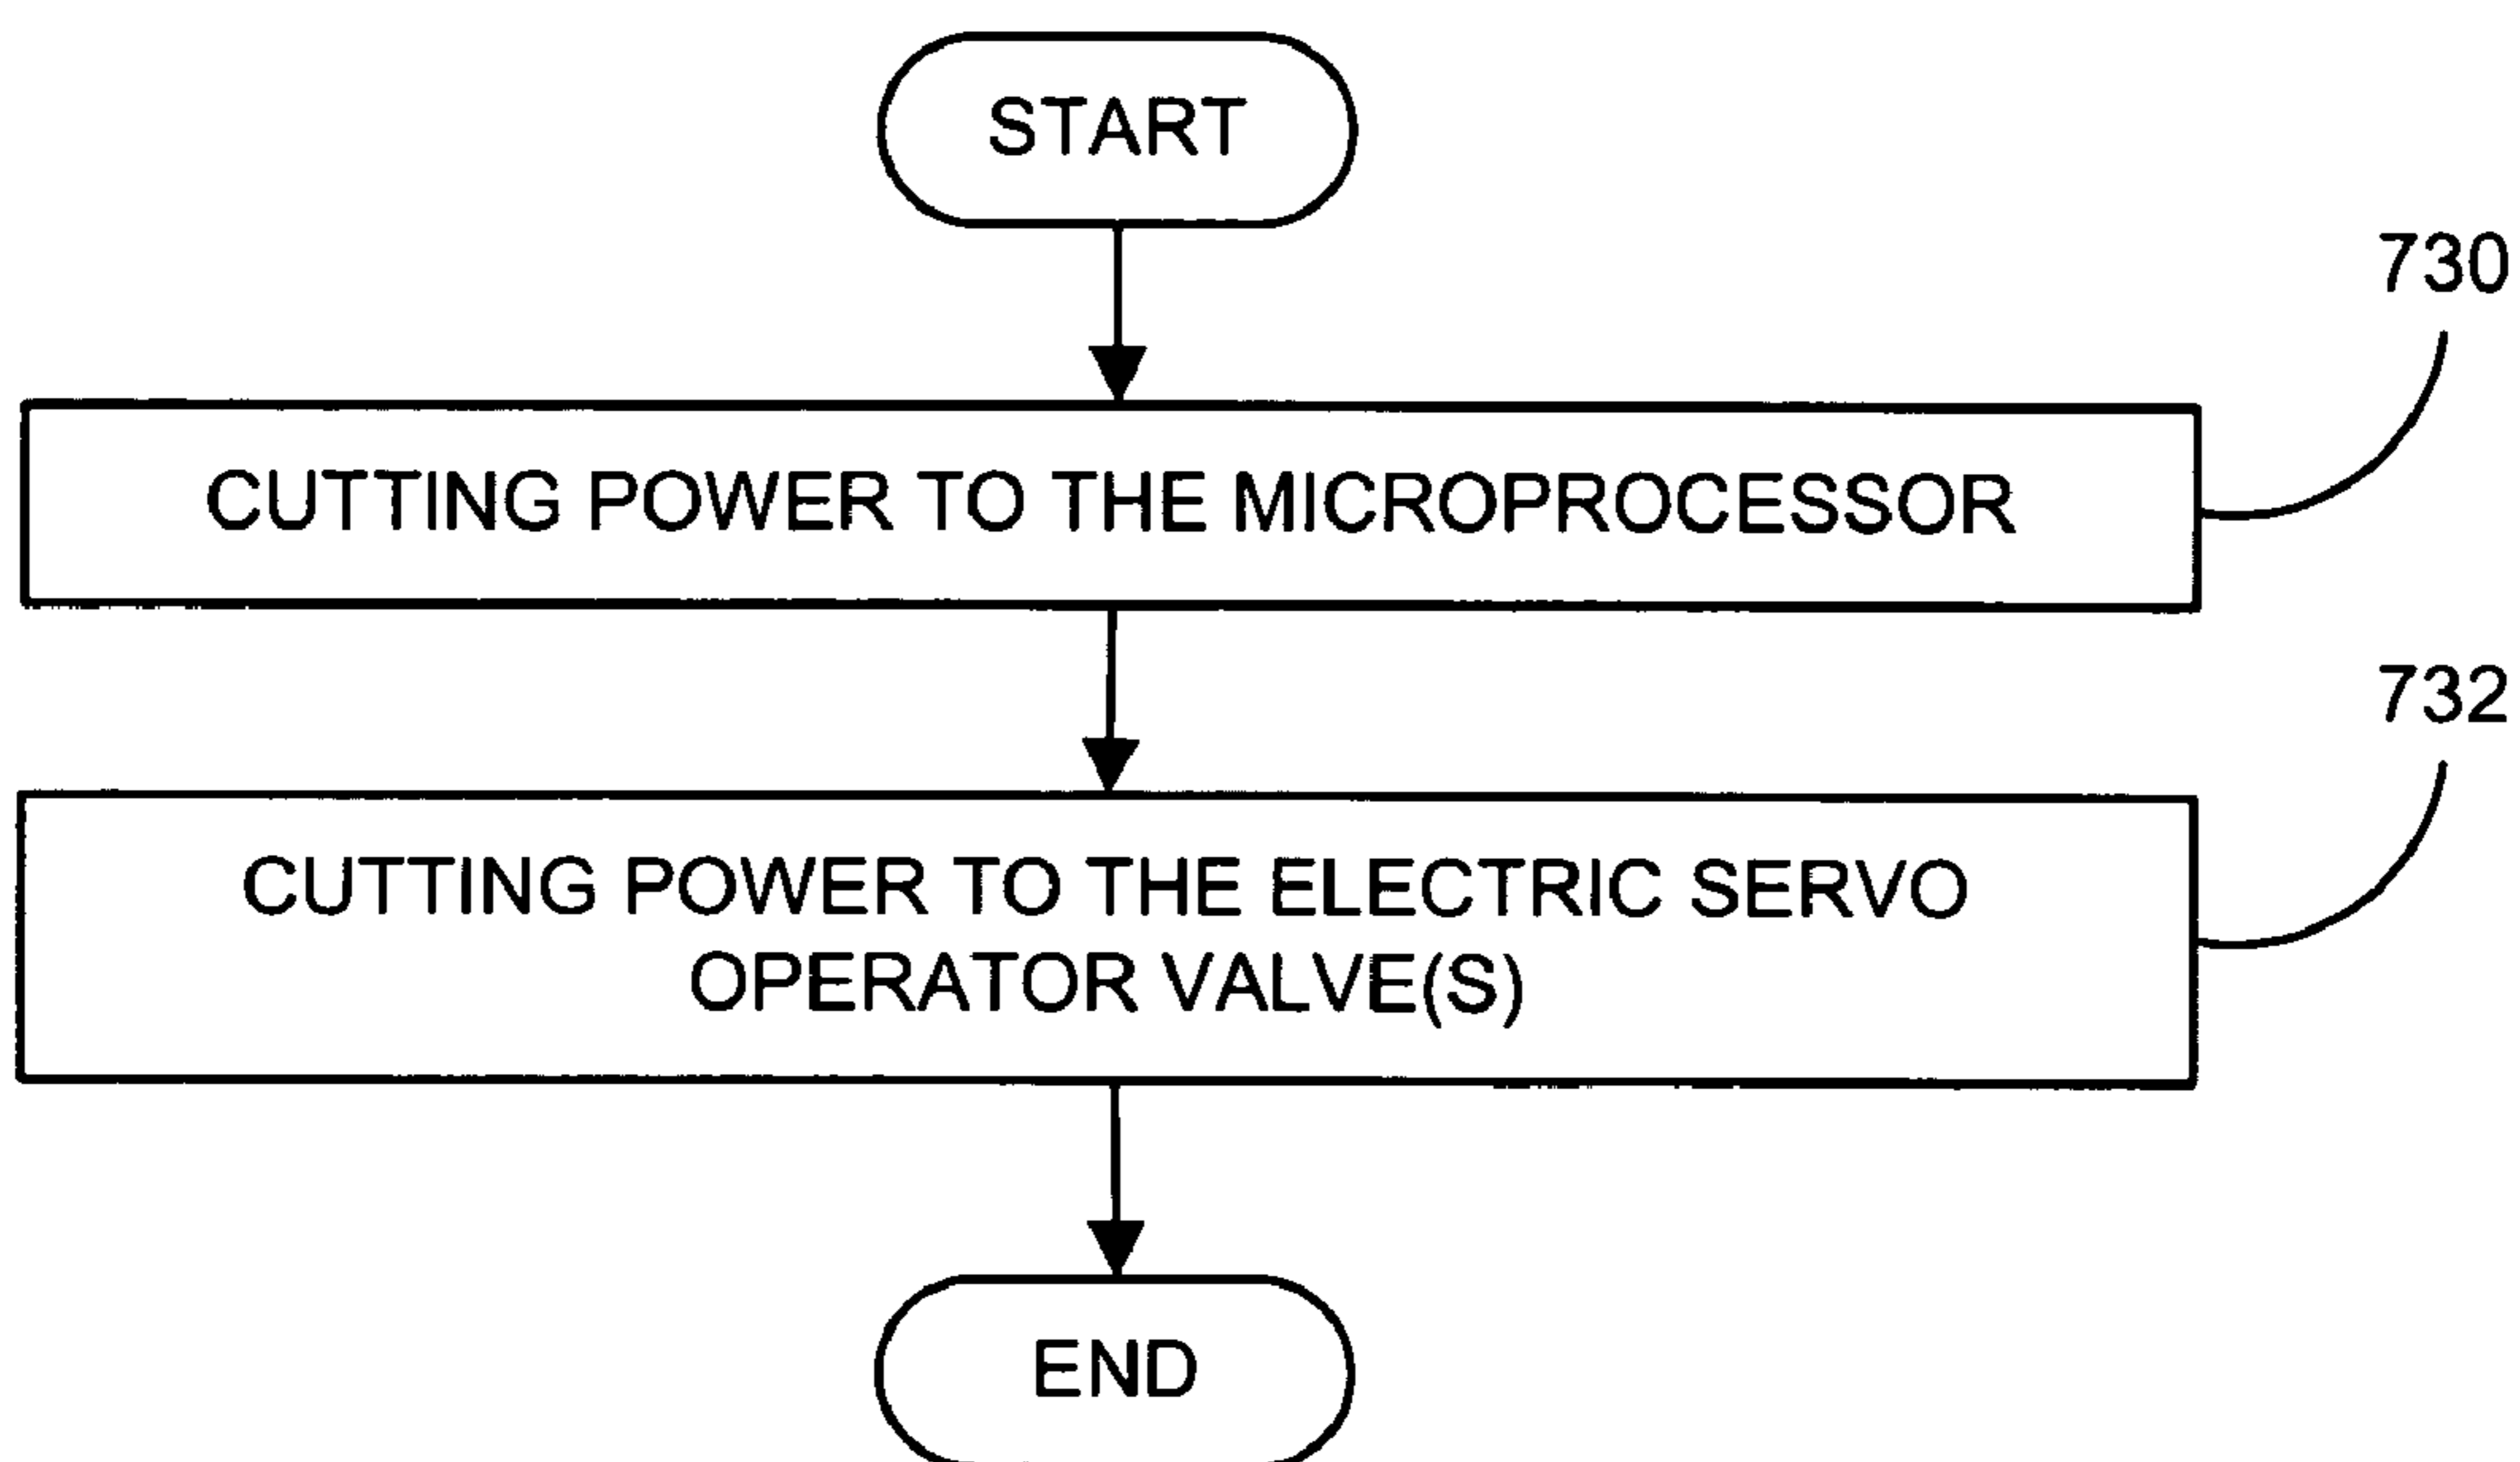 START
730
CUTTING POWER TO THE MICROPROCESSOR
732
CUTTING POWER TO THE ELECTRIC SERVO
OPERATOR VALVE(S)
END